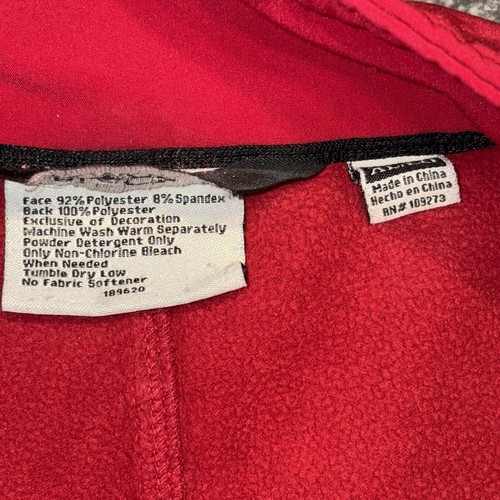 Face 92% Polyester 8% Spandex
Back 100% Polyester
Exclusive of Decoration
Machine Wash Warm Separately
Powder Detergent Only
Only Non-Chlorine Bleach
When Needed
Tumble Dry Low
No Fabric Softener
189620
Made in China
Hecho en China
RN# 109273